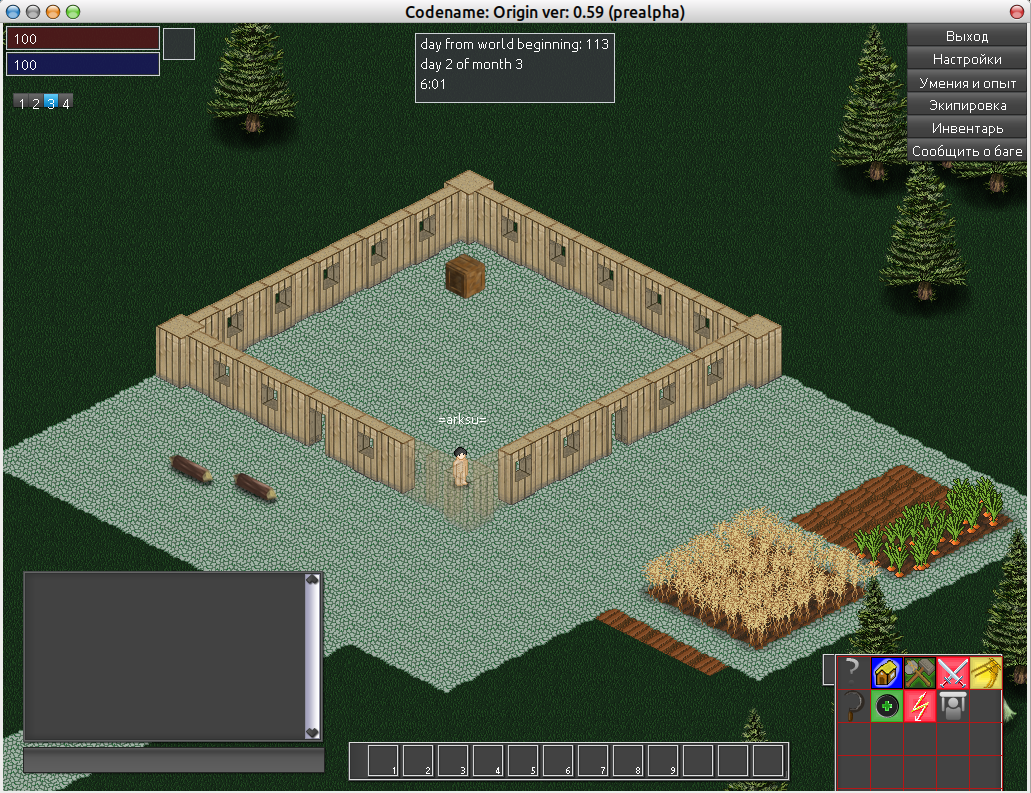 Codename: Origin ver: 0.59 (prealpha)
100
100
1 2 3 4
day from world beginning: 113
day 2 of month 3
6:01
Выход
Настройки
Умения и опыт
Экипировка
Инвентарь
Сообщить о баге
=arksu=
1 2 3 4 5 6 7 8 9